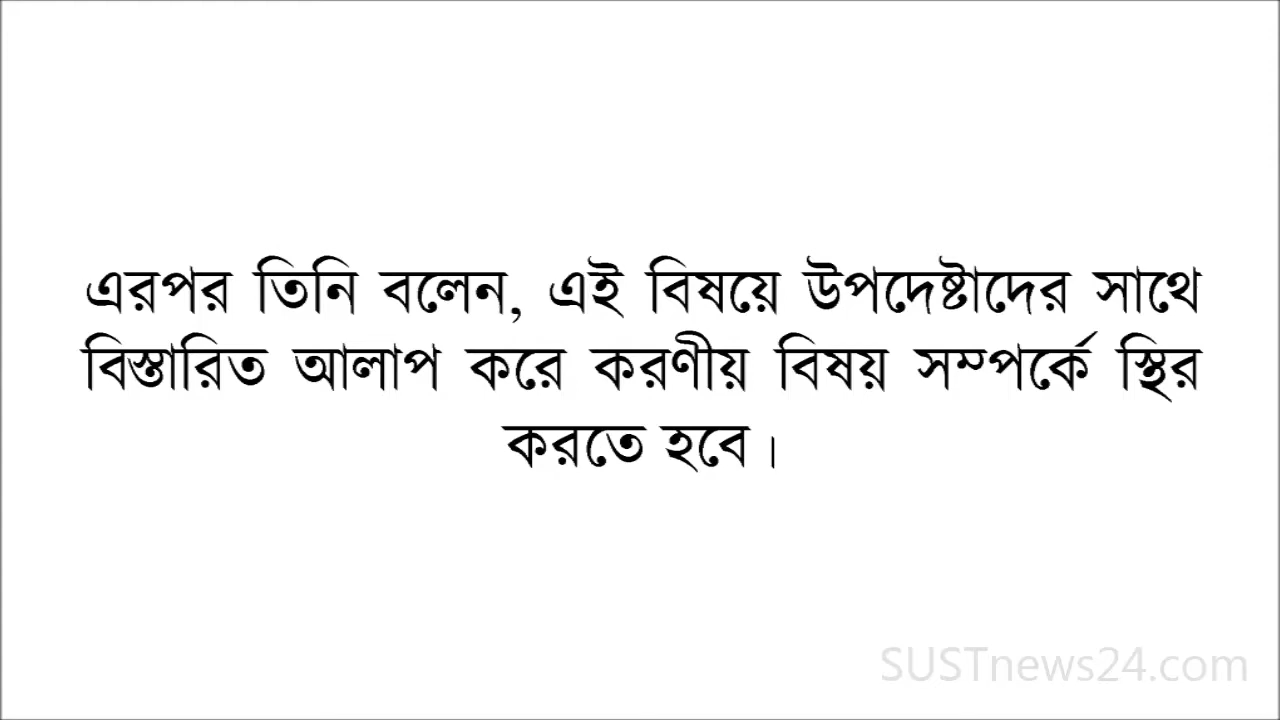 এরপর তিনি বলেন, এই বিষয়ে উপদেষ্টাদের সাথে
বিস্তারিত আলাপ করে করণীয় বিষয় সম্পর্কে স্থির
করতে হবে।
SUSTnews24.com